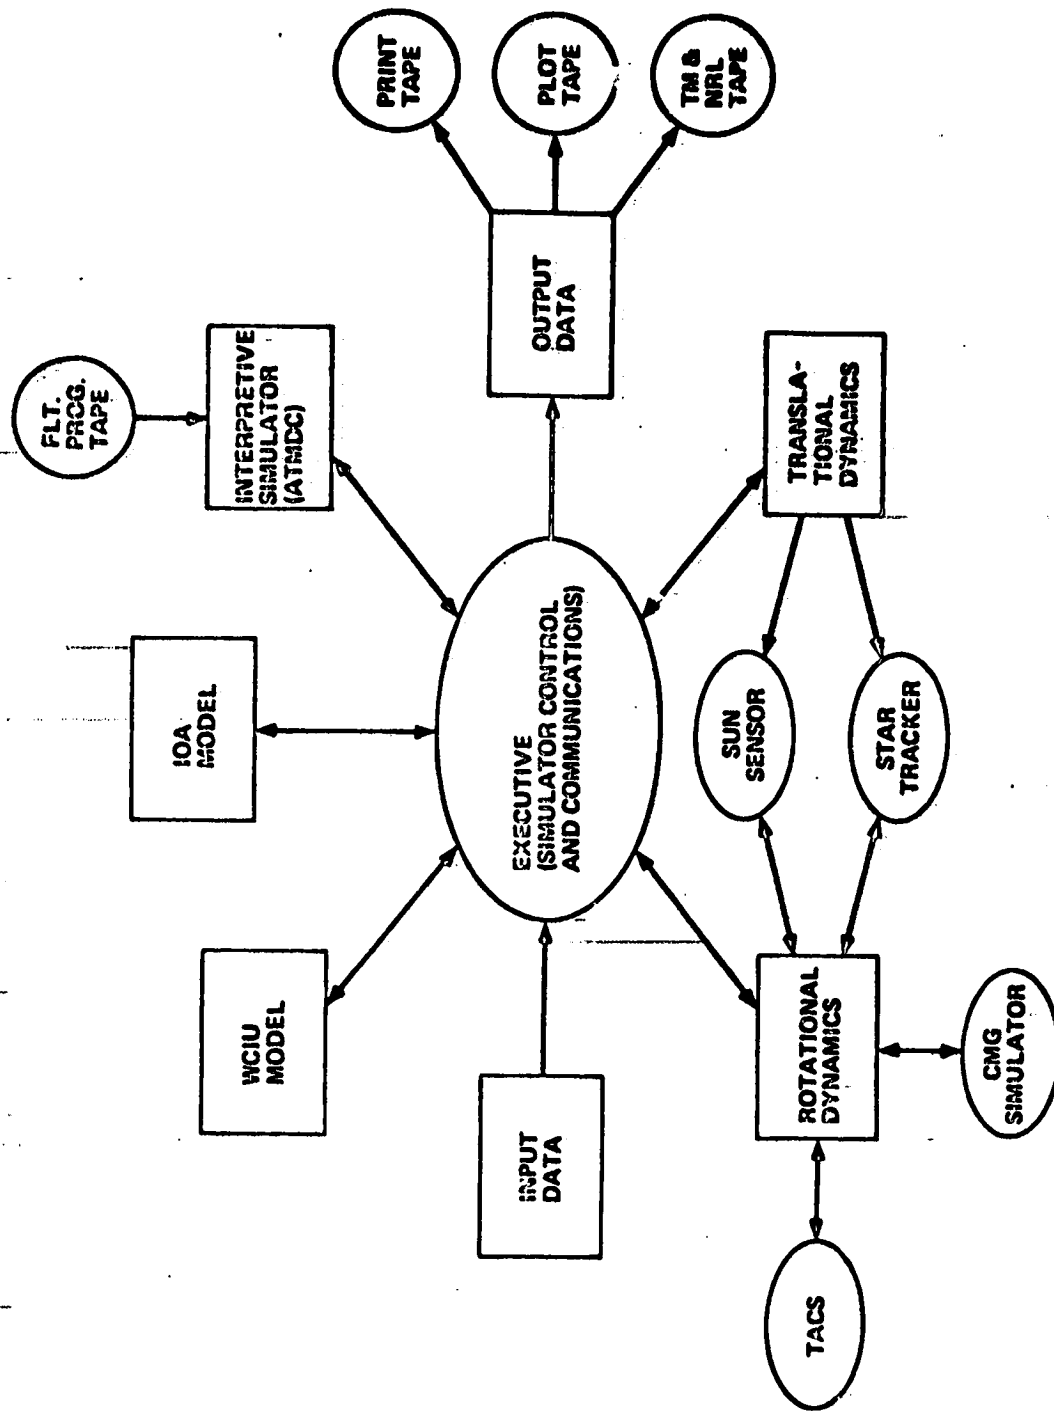 FLT.
PROG.
TAPE
INTERPRETIVE
SIMULATOR
(ATMDC)
IOA
MODEL
WCIU
MODEL
PRINT
TAPE
PLOT
TAPE
TM &
NRL
TAPE
OUTPUT
DATA
EXECUTIVE
(SIMULATOR CONTROL
AND COMMUNICATIONS)
INPUT
DATA
TRANSLA-
TIONAL
DYNAMICS
SUN
SENSOR
STAR
TRACKER
ROTATIONAL
DYNAMICS
CMG
SIMULATOR
TACS